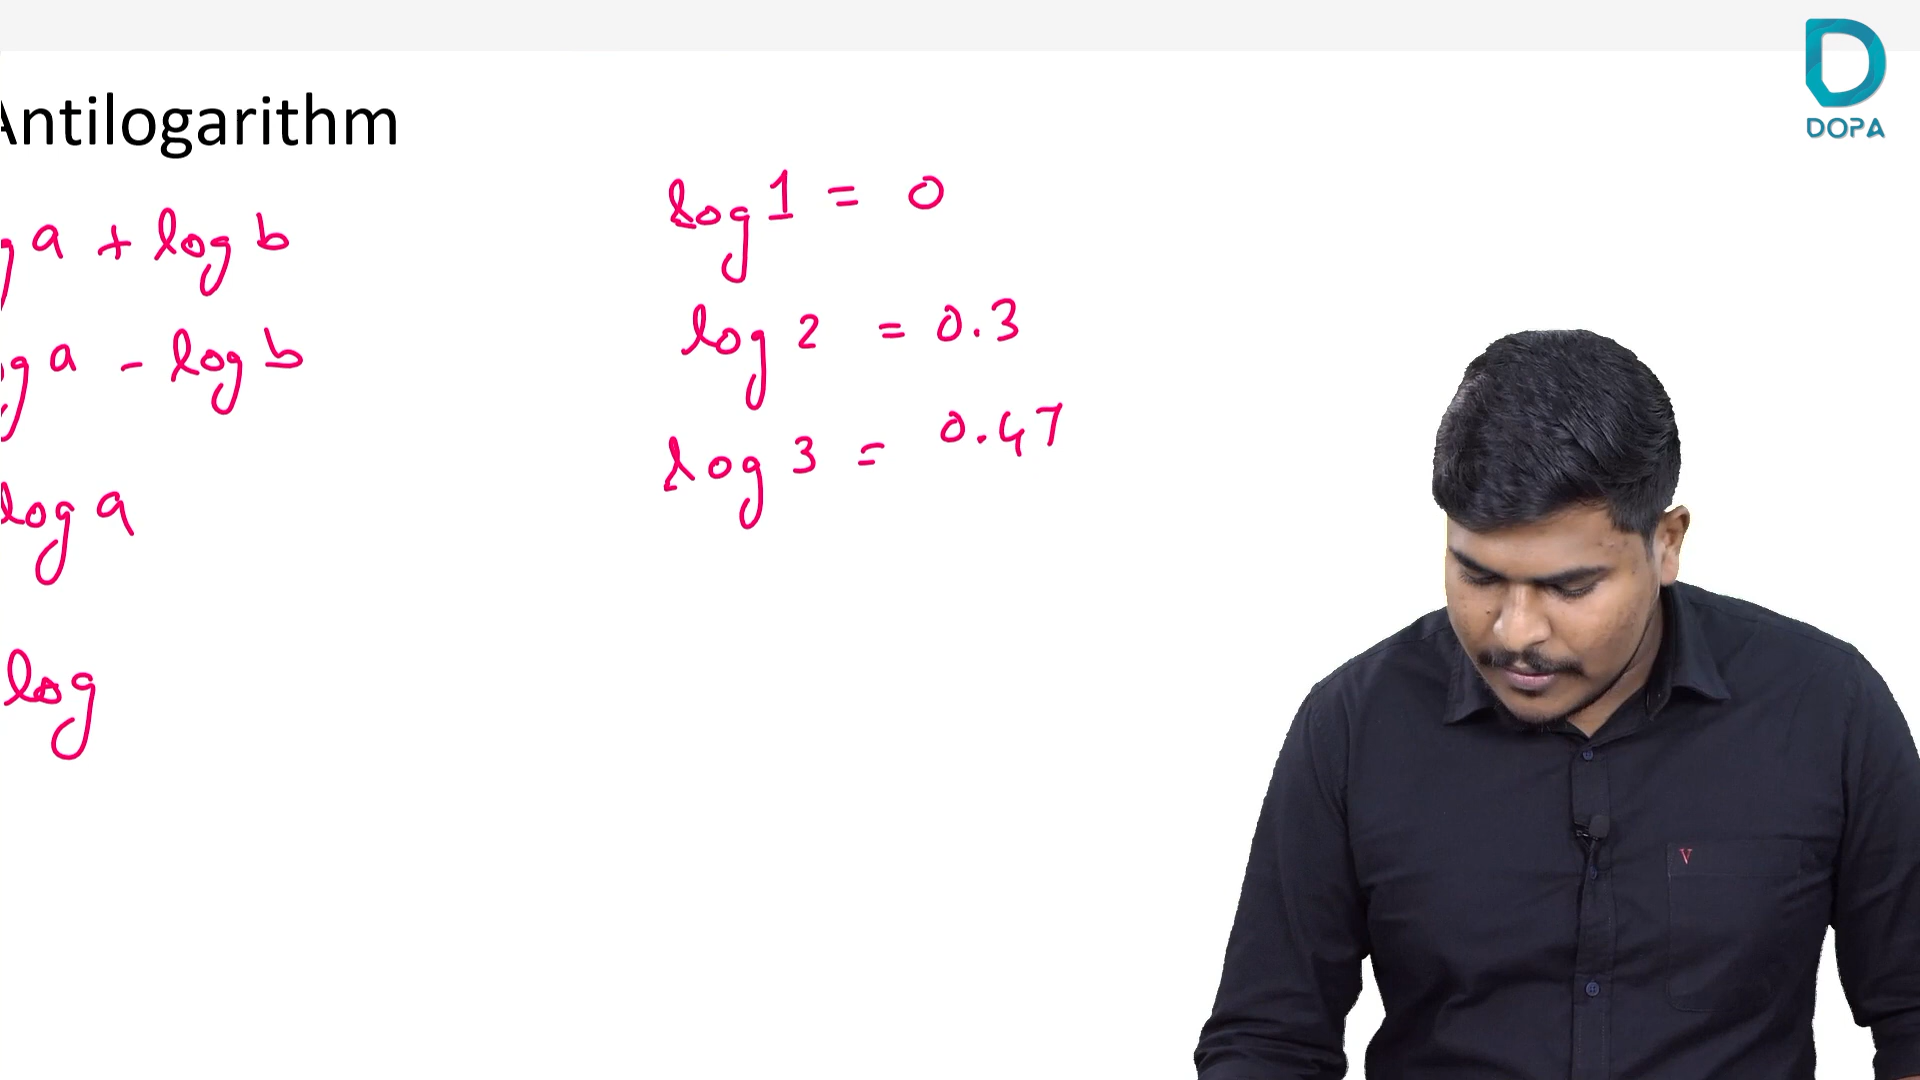 Antilogarithm
g a + log b
g a - log b
log a
log
log 1 = 0
log 2 = 0.3
log 3 = 0.47
DOPA
V